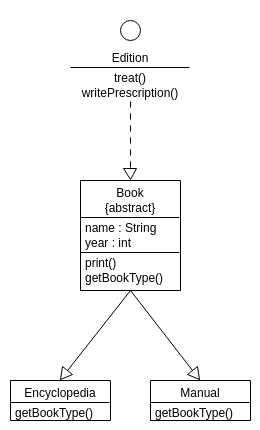 Edition
treat()
writePrescription()
Book
{abstract}
name : String
year : int
print()
getBookType()
Encyclopedia
getBookType()
Manual
getBookType()